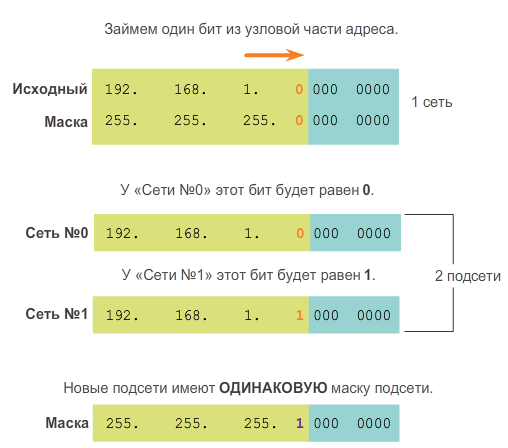 Займем один бит из узловой части адреса.
Исходный 192. 168. 1. 0 000 0000
Маска 255. 255. 255. 0 000 0000
1 сеть
У «Сети №0» этот бит будет равен 0.
Сеть №0 192. 168. 1. 0 000 0000
У «Сети №1» этот бит будет равен 1.
2 подсети
Сеть №1 192. 168. 1. 1 000 0000
Новые подсети имеют ОДИНАКОВУЮ маску подсети.
Маска 255. 255. 255. 1 000 0000